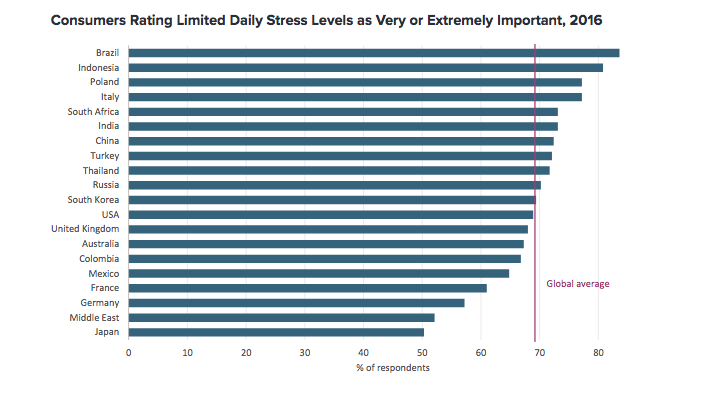 Consumers Rating Limited Daily Stress Levels as Very or Extremely Important, 2016
Brazil
Indonesia
Poland
Italy
South Africa
India
China
Turkey
Thailand
Russia
South Korea
USA
United Kingdom
Australia
Colombia
Mexico
France
Germany
Middle East
Japan
Global average
0 10 20 30 40 50 60 70 80
% of respondents